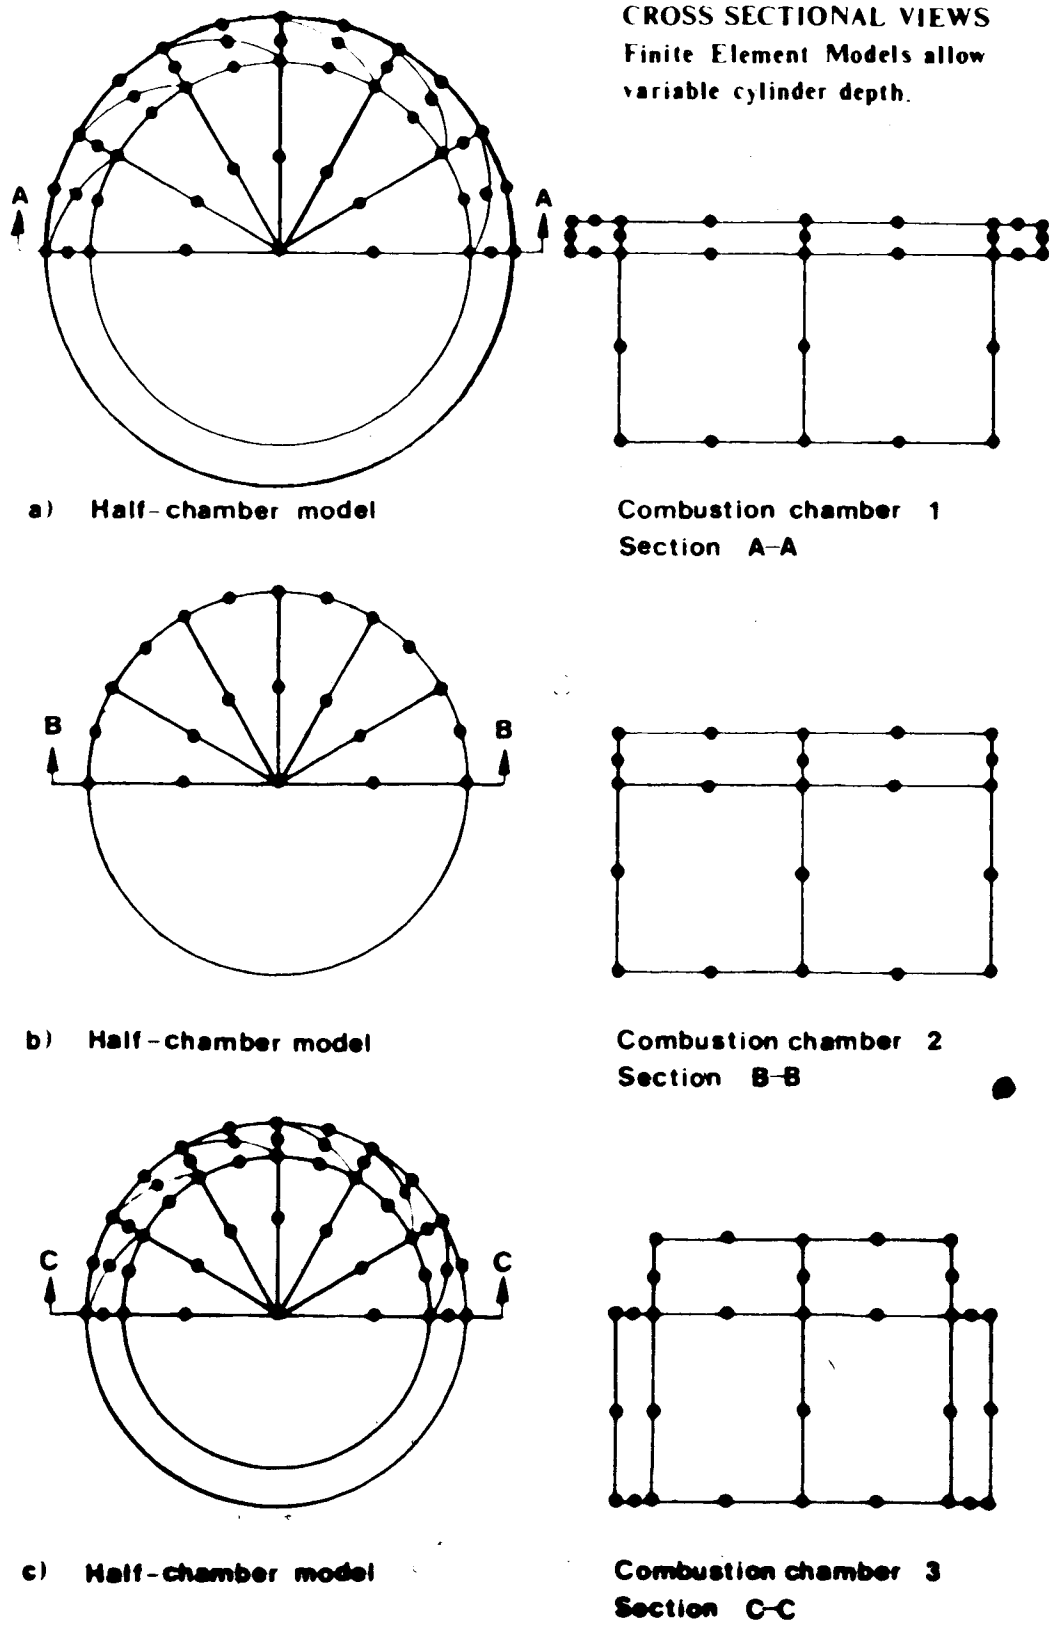 CROSS SECTIONAL VIEWS
Finite Element Models allow
variable cylinder depth.
A
A
a) Half-chamber model
Combustion chamber 1
Section A-A
B
B
b) Half-chamber model
Combustion chamber 2
Section B-B
C
C
c) Half-chamber model
Combustion chamber 3
Section C-C